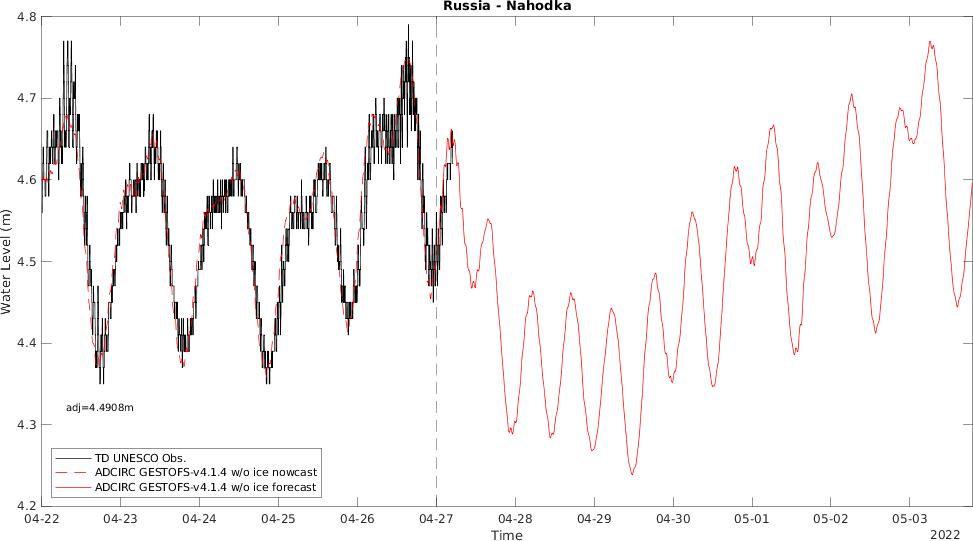 Russia - Nahodka
4.8
4.7
4.6
4.5
4.4
4.3
4.2
Water Level (m)
adj=4.4908m
TD UNESCO Obs.
ADCIRC GESTOFS-v4.1.4 w/o ice nowcast
ADCIRC GESTOFS-v4.1.4 w/o ice forecast
04-22 04-23 04-24 04-25 04-26 04-27 04-28 04-29 04-30 05-01 05-02 05-03
Time
2022